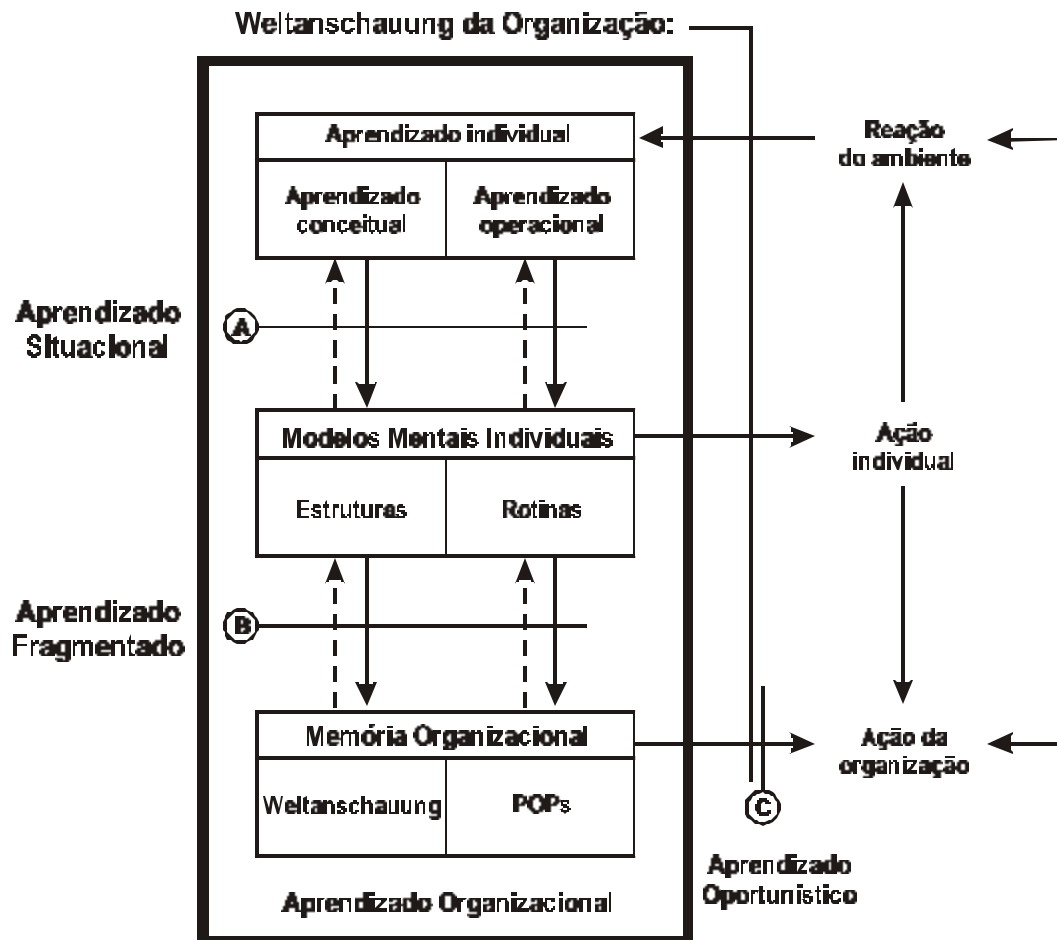 Weltanschauung da Organização:
Aprendizado individual
Aprendizado
conceitual
Aprendizado
operacional
Reação
do ambiente
Aprendizado
Situacional
A
Modelos Mentais Individuais
Estruturas
Rotinas
Ação
individual
Aprendizado
Fragmentado
B
Memória Organizacional
Weltanschauung
POPs
Ação da
organização
C
Aprendizado
Oportunístico
Aprendizado Organizacional